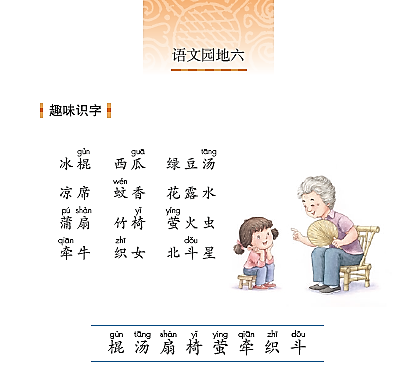 语文园地六
趣味识字
gùn guā tāng
冰棍 西瓜 绿豆汤
wén
凉席 蚊香 花露水
pú shàn yǐ yíng
蒲扇 竹椅 萤火虫
qiān zhī dǒu
牵牛 织女 北斗星
gùn tāng shàn yǐ yíng qiān zhī dǒu
棍 汤 扇 椅 萤 牵 织 斗